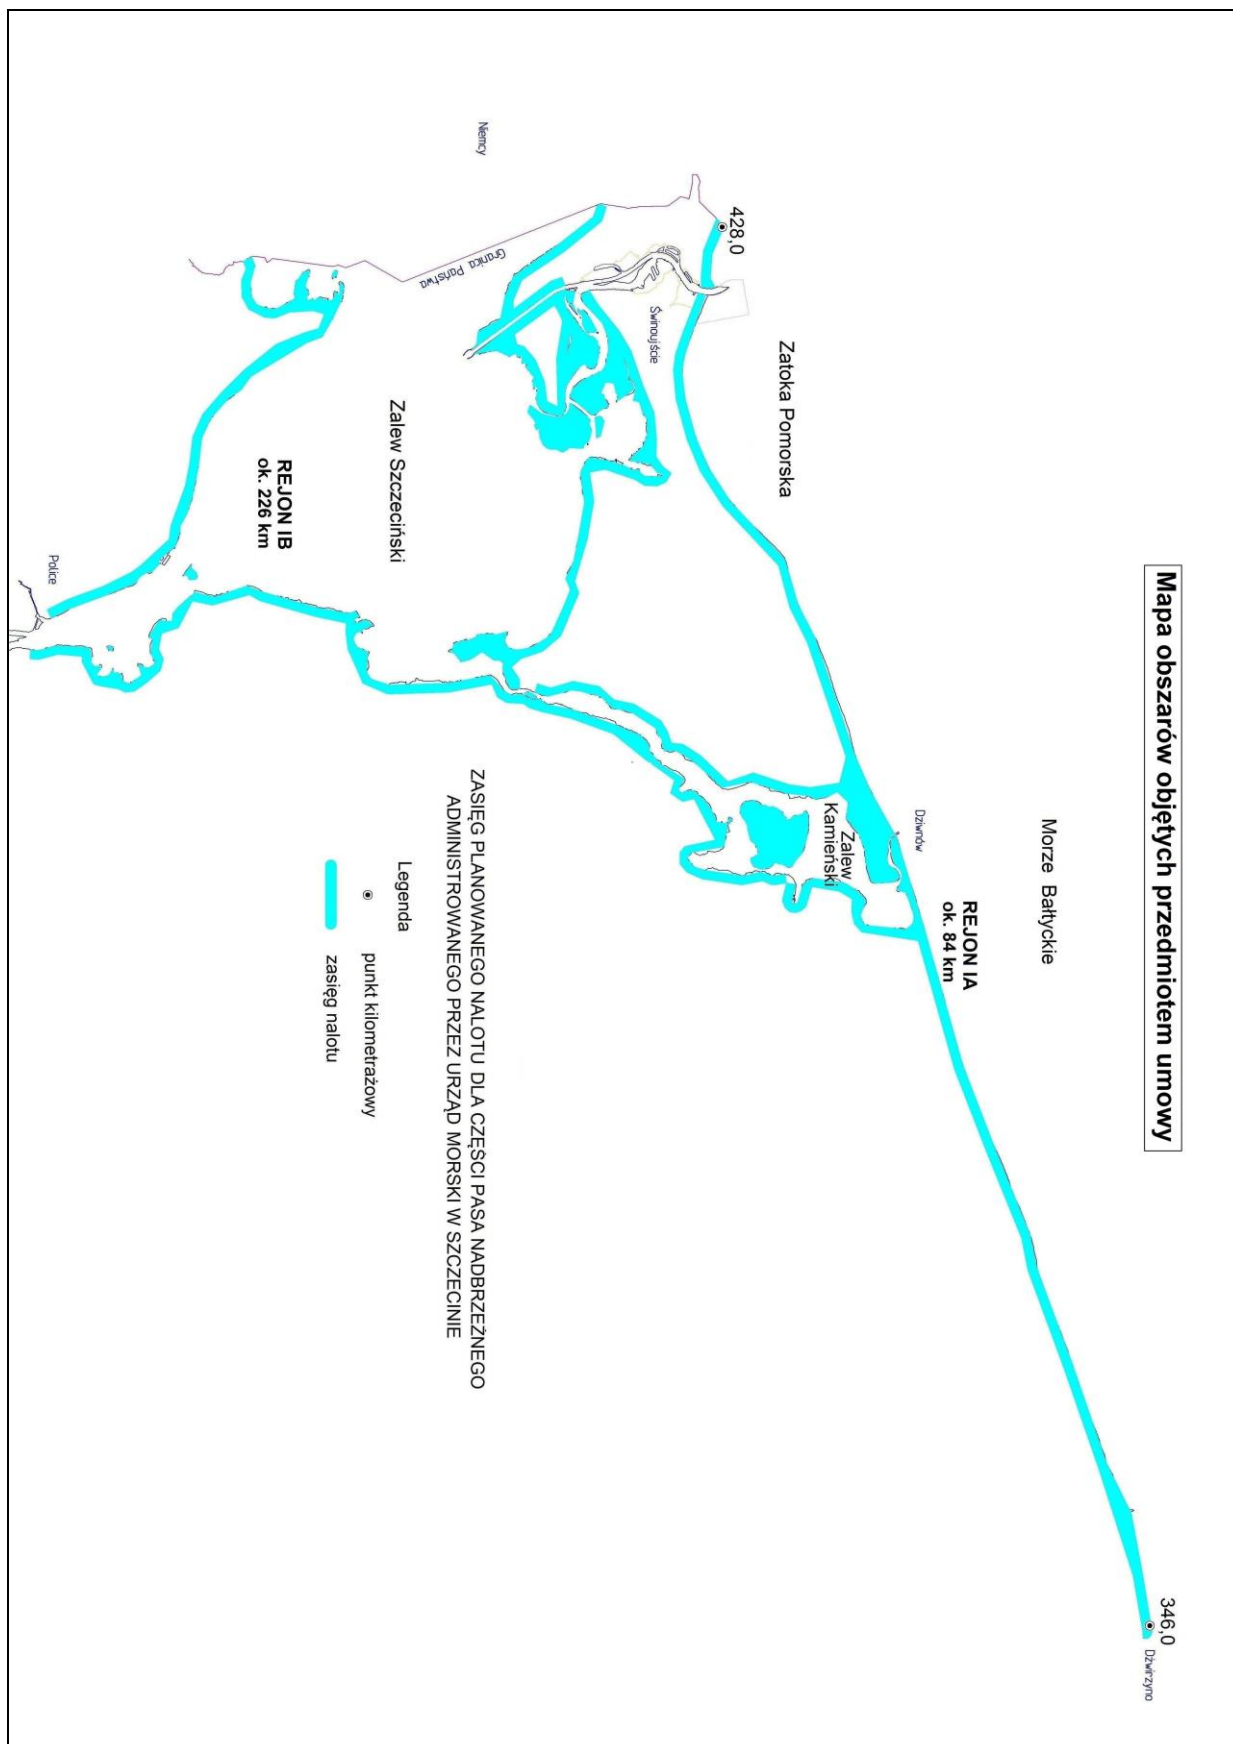 Mapa obszarów objętych przedmiotem umowy
Morze Bałtyckie
Zatoka Pomorska
428,0
346,0
Dźwirzyno
REJON IA
ok. 84 km
Dziwnów
Zalew
Kamieński
Świnoujście
Niemcy
Granica Państwa
Zalew Szczeciński
REJON IB
ok. 226 km
Police
ZASIĘG PLANOWANEGO NALOTU DLA CZĘŚCI PASA NADBRZEŻNEGO
ADMINISTROWANEGO PRZEZ URZĄD MORSKI W SZCZECINIE
Legenda
punkt kilometrażowy
zasięg nalotu